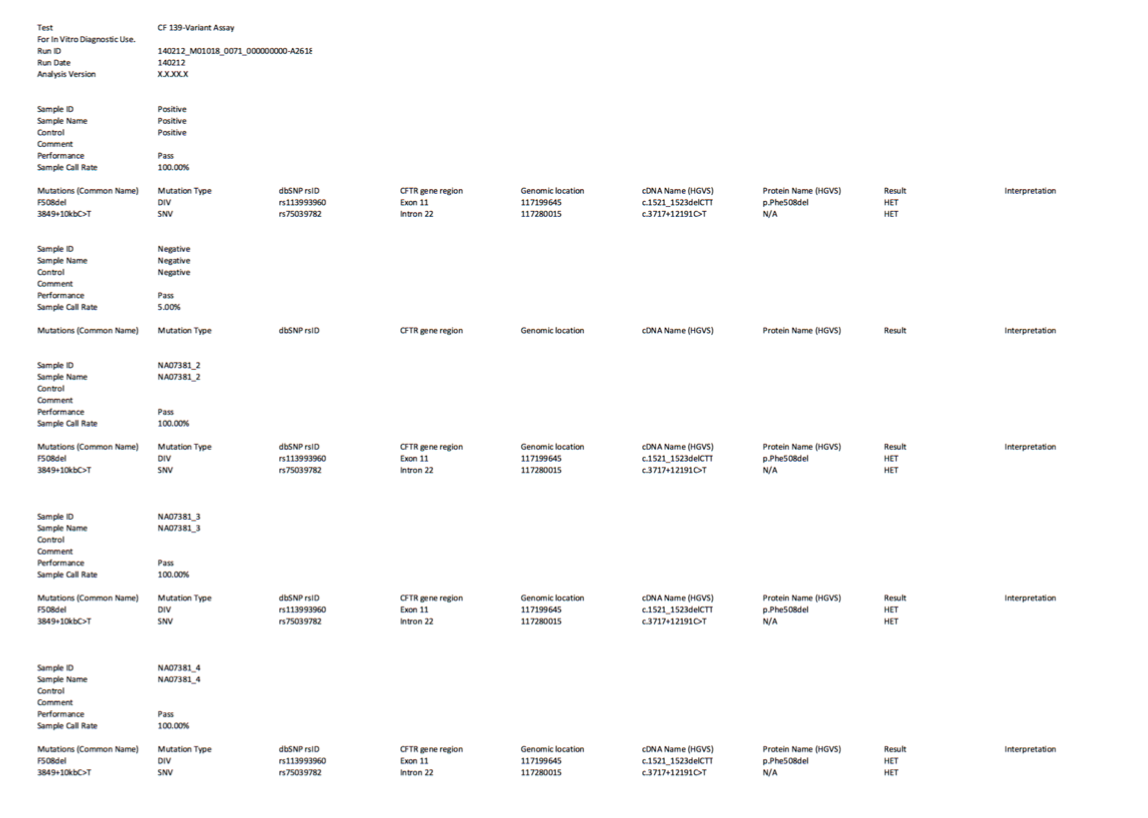 Test CF 139-Variant Assay
For In Vitro Diagnostic Use.
Run ID 140212_M01018_0071_000000000-A2618
Run Date 140212
Analysis Version X.X.XX.X
Sample ID Positive
Sample Name Positive
Control Positive
Comment
Performance Pass
Sample Call Rate 100.00%
Mutations (Common Name) Mutation Type dbSNP rsID CFTR gene region Genomic location cDNA Name (HGVS) Protein Name (HGVS) Result Interpretation
F508del DIV rs113993960 Exon 11 117199645 c.1521_1523delCTT p.Phe508del HET
3849+10kbC>T SNV rs75039782 Intron 22 117280015 c.3717+12191C>T N/A HET
Sample ID Negative
Sample Name Negative
Control Negative
Comment
Performance Pass
Sample Call Rate 5.00%
Mutations (Common Name) Mutation Type dbSNP rsID CFTR gene region Genomic location cDNA Name (HGVS) Protein Name (HGVS) Result Interpretation
Sample ID NA07381_2
Sample Name NA07381_2
Control
Comment
Performance Pass
Sample Call Rate 100.00%
Mutations (Common Name) Mutation Type dbSNP rsID CFTR gene region Genomic location cDNA Name (HGVS) Protein Name (HGVS) Result Interpretation
F508del DIV rs113993960 Exon 11 117199645 c.1521_1523delCTT p.Phe508del HET
3849+10kbC>T SNV rs75039782 Intron 22 117280015 c.3717+12191C>T N/A HET
Sample ID NA07381_3
Sample Name NA07381_3
Control
Comment
Performance Pass
Sample Call Rate 100.00%
Mutations (Common Name) Mutation Type dbSNP rsID CFTR gene region Genomic location cDNA Name (HGVS) Protein Name (HGVS) Result Interpretation
F508del DIV rs113993960 Exon 11 117199645 c.1521_1523delCTT p.Phe508del HET
3849+10kbC>T SNV rs75039782 Intron 22 117280015 c.3717+12191C>T N/A HET
Sample ID NA07381_4
Sample Name NA07381_4
Control
Comment
Performance Pass
Sample Call Rate 100.00%
Mutations (Common Name) Mutation Type dbSNP rsID CFTR gene region Genomic location cDNA Name (HGVS) Protein Name (HGVS) Result Interpretation
F508del DIV rs113993960 Exon 11 117199645 c.1521_1523delCTT p.Phe508del HET
3849+10kbC>T SNV rs75039782 Intron 22 117280015 c.3717+12191C>T N/A HET